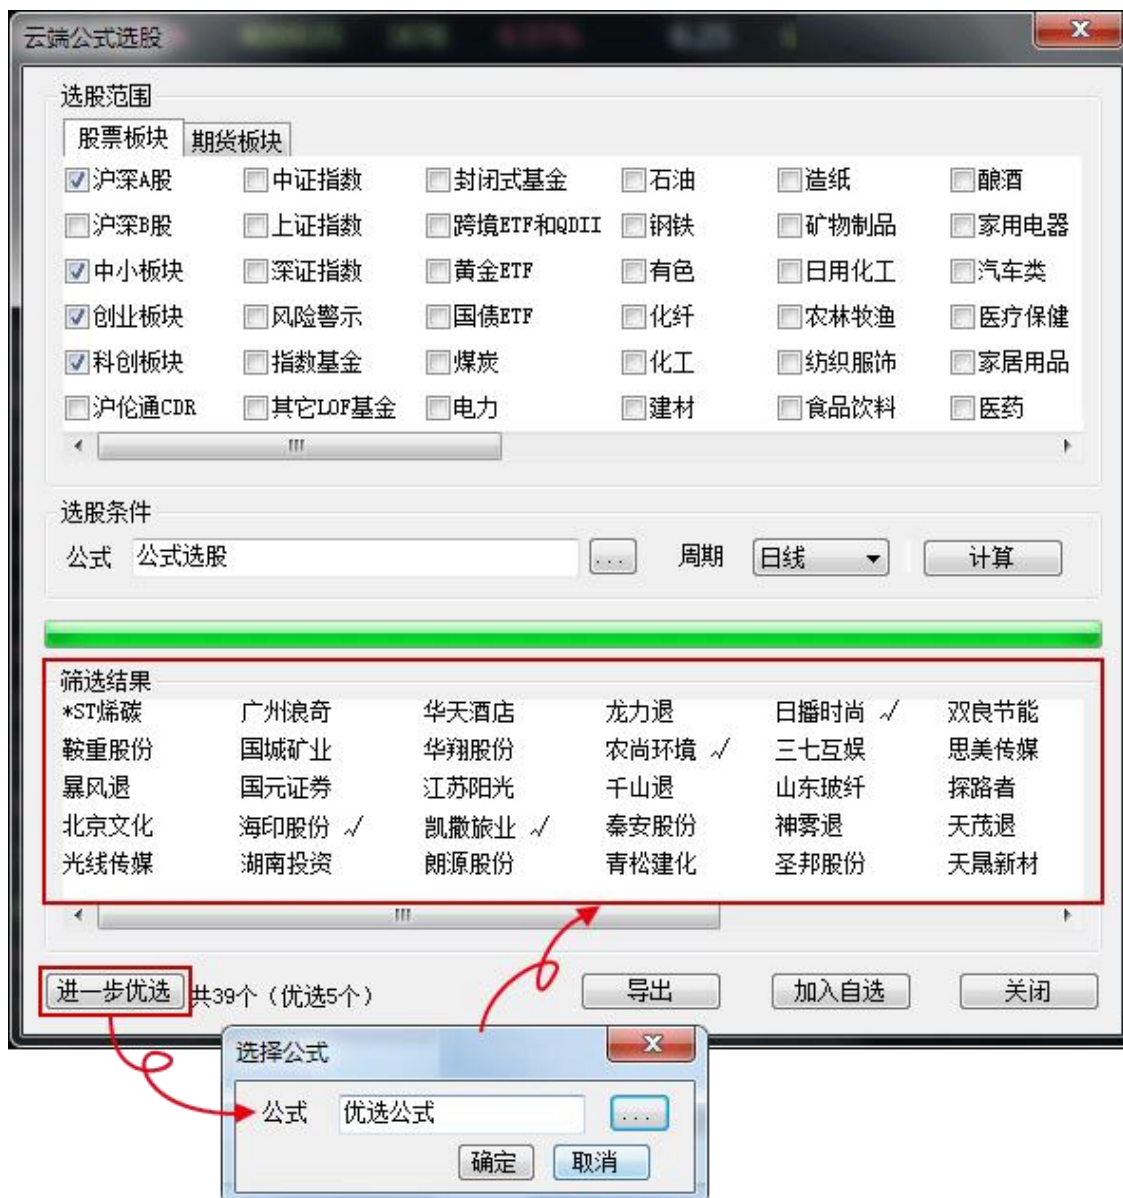 云端公式选股
选股范围
股票板块 期货板块
沪深A股 中证指数 封闭式基金 石油 造纸 酿酒
沪深B股 上证指数 跨境ETF和QDII 钢铁 矿物制品 家用电器
中小板块 深证指数 黄金ETF 有色 日用化工 汽车类
创业板块 风险警示 国债ETF 化纤 农林牧渔 医疗保健
科创板块 指数基金 煤炭 化工 纺织服饰 家居用品
沪伦通CDR 其它LOF基金 电力 建材 食品饮料 医药
选股条件
公式 公式选股 ... 周期 日线 计算
筛选结果
*ST烯碳 广州浪奇 华天酒店 龙力退 日播时尚 √ 双良节能
鞍重股份 国城矿业 华翔股份 农尚环境 √ 三七互娱 思美传媒
暴风退 国元证券 江苏阳光 千山退 山东玻纤 探路者
北京文化 海印股份 √ 凯撒旅业 √ 秦安股份 神雾退 天茂退
光线传媒 湖南投资 朗源股份 青松建化 圣邦股份 天晟新材
进一步优选 共39个（优选5个） 导出 加入自选 关闭
选择公式
公式 优选公式 ...
确定 取消